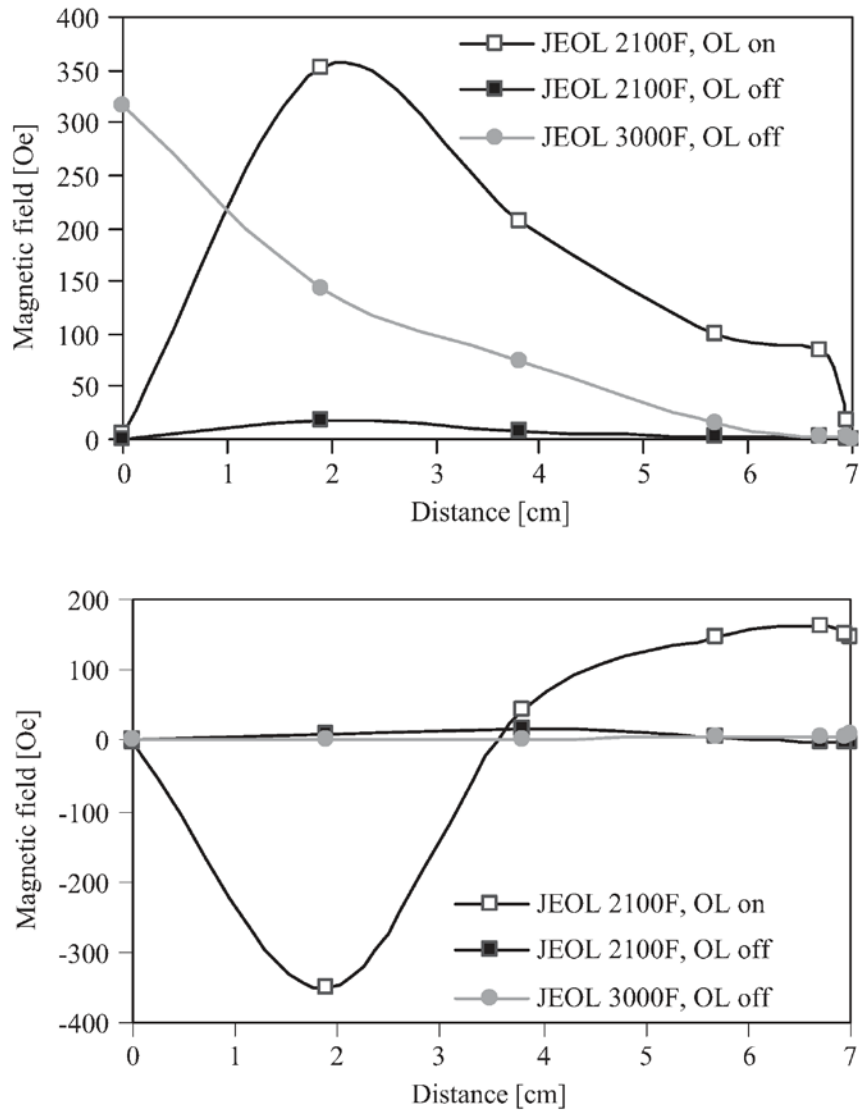 400
350
300
250
200
150
100
50
0
Magnetic field [Oe]
JEOL 2100F, OL on
JEOL 2100F, OL off
JEOL 3000F, OL off
0 1 2 3 4 5 6 7
Distance [cm]
200
100
0
-100
-200
-300
-400
Magnetic field [Oe]
JEOL 2100F, OL on
JEOL 2100F, OL off
JEOL 3000F, OL off
0 1 2 3 4 5 6 7
Distance [cm]